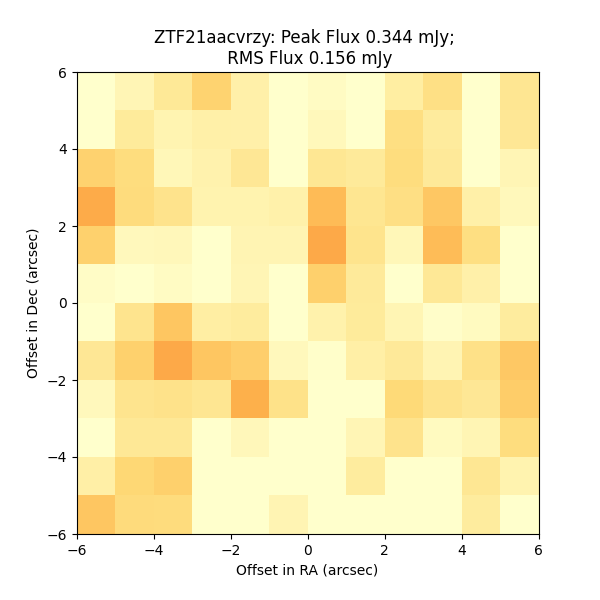 ZTF21aacvrzy: Peak Flux 0.344 mJy;
RMS Flux 0.156 mJy
6
4
2
0
−2
−4
−6
Offset in Dec (arcsec)
−6 −4 −2 0 2 4 6
Offset in RA (arcsec)